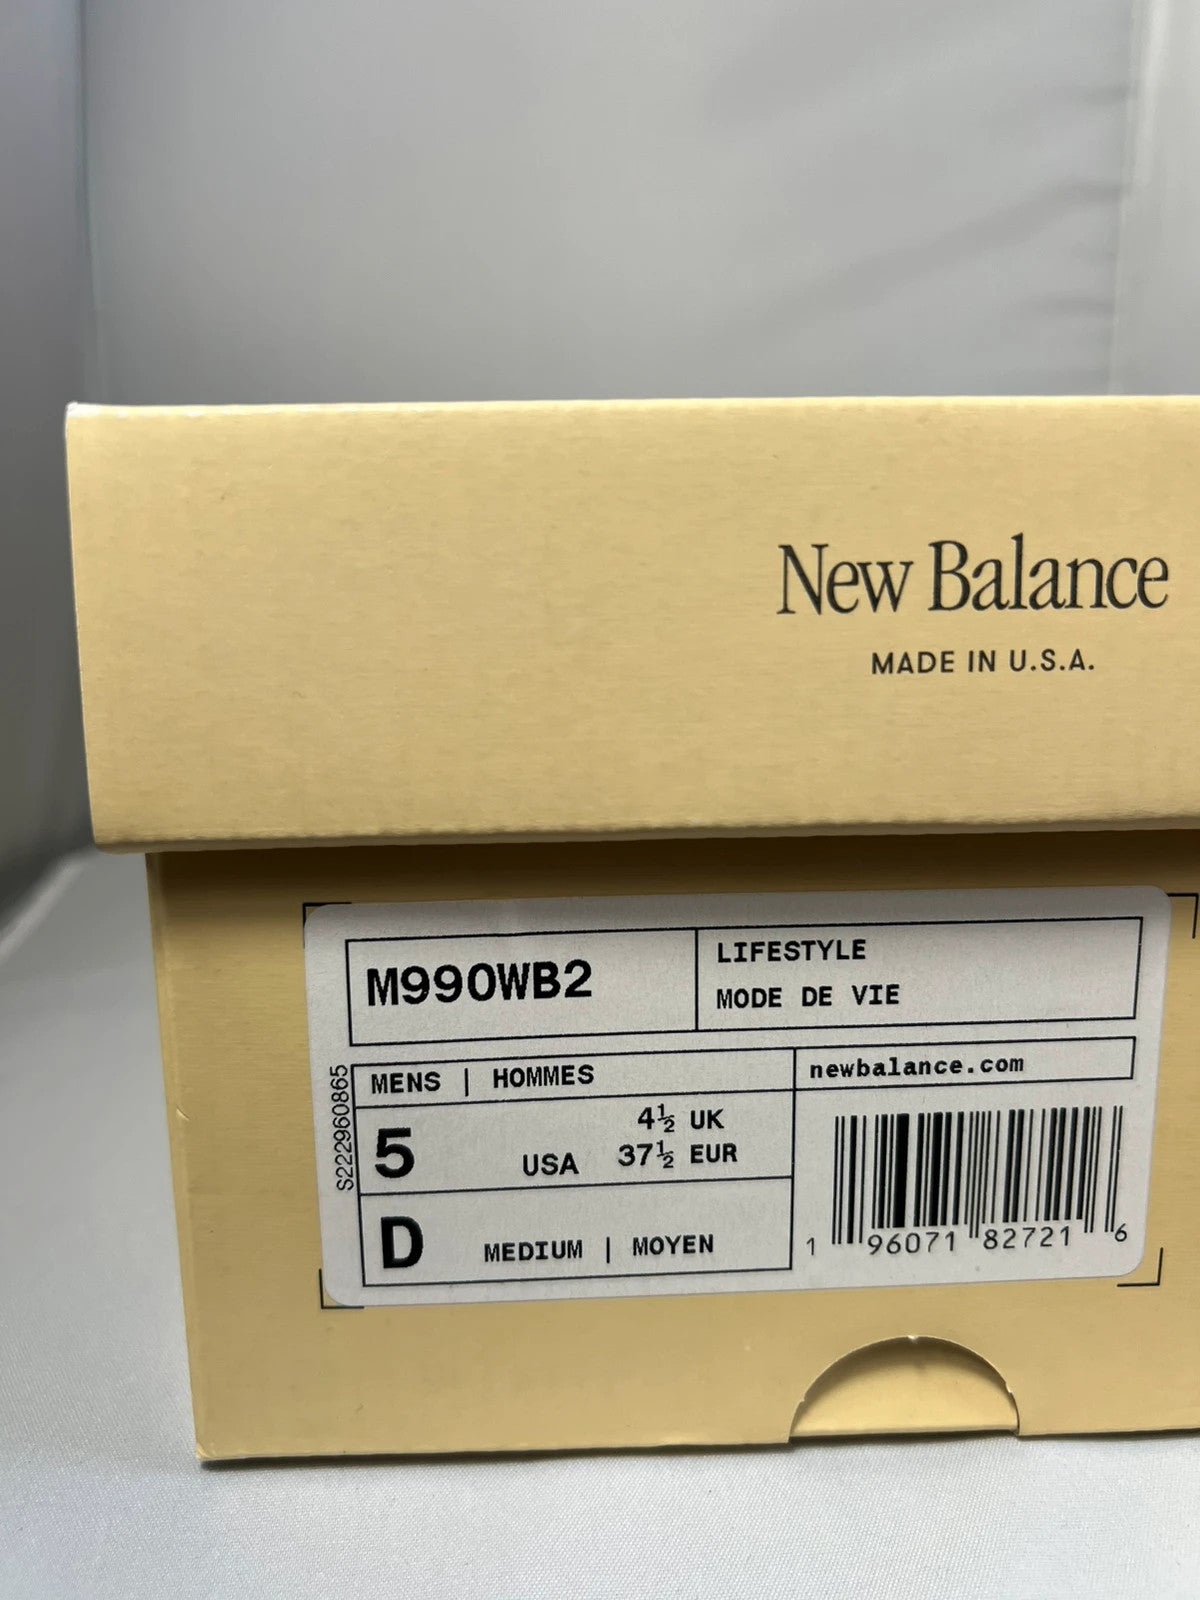 New Balance
MADE IN U.S.A.
M990WB2
LIFESTYLE
MODE DE VIE
S222960865
MENS | HOMMES
newbalance.com
5 USA
4½ UK
37½ EUR
D MEDIUM | MOYEN
1 96071 82721 6